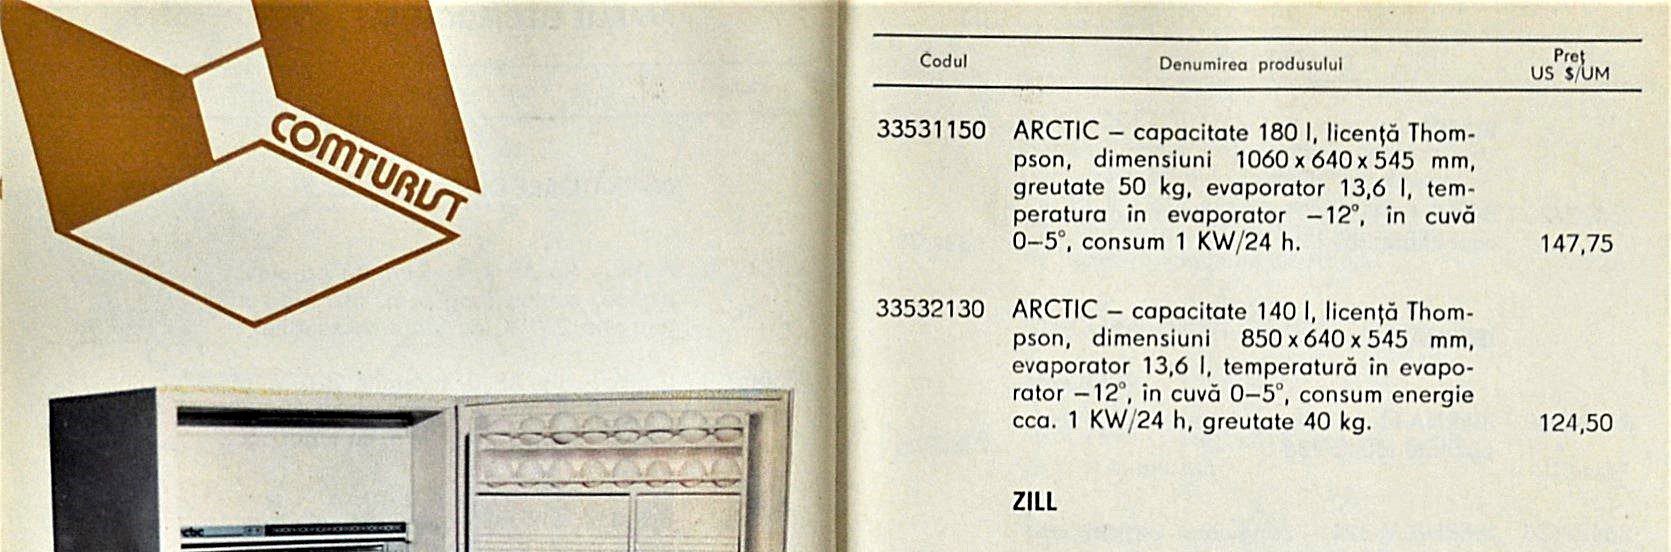 COMTURIST
Codul Denumirea produsului Preț
US $/UM
33531150 ARCTIC – capacitate 180 l, licență Thom-
pson, dimensiuni 1060 x 640 x 545 mm,
greutate 50 kg, evaporator 13,6 l, tem-
peratura în evaporator –12°, în cuvă
0–5°, consum 1 KW/24 h. 147,75
33532130 ARCTIC – capacitate 140 l, licență Thom-
pson, dimensiuni 850 x 640 x 545 mm,
evaporator 13,6 l, temperatură în evapo-
rator –12°, în cuvă 0–5°, consum energie
cca. 1 KW/24 h, greutate 40 kg. 124,50
ZILL